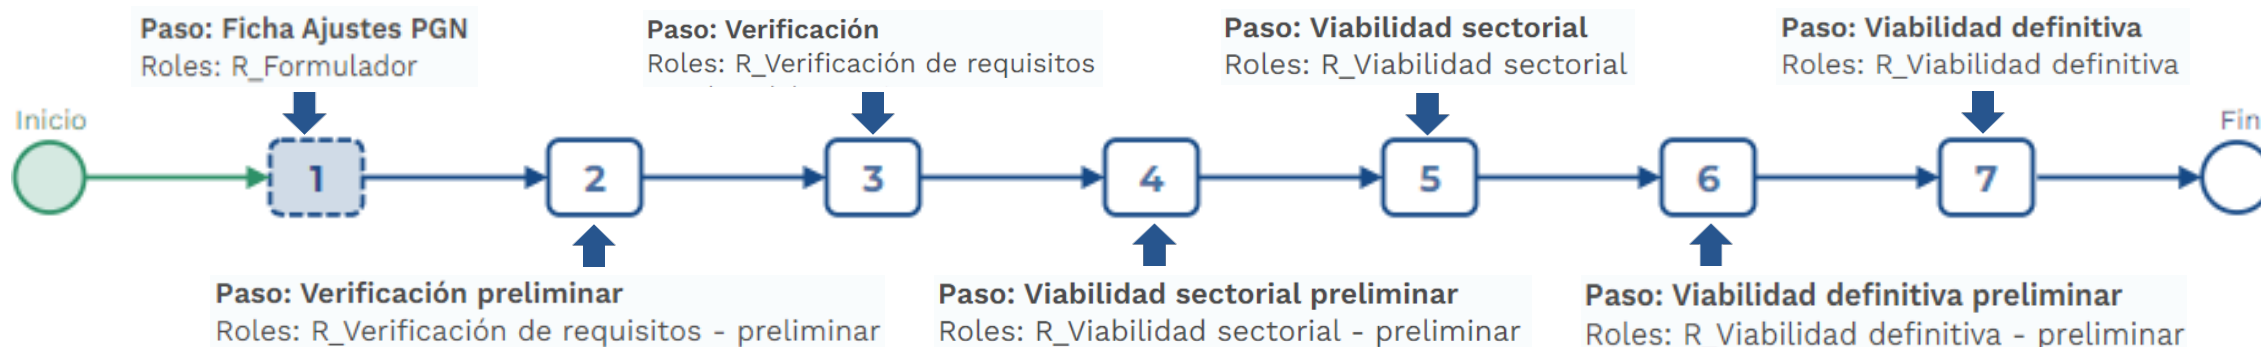 Paso: Ficha Ajustes PGN
Roles: R_Formulador
Paso: Verificación
Roles: R_Verificación de requisitos
Paso: Viabilidad sectorial
Roles: R_Viabilidad sectorial
Paso: Viabilidad definitiva
Roles: R_Viabilidad definitiva
Inicio
1
2
3
4
5
6
7
Fin
Paso: Verificación preliminar
Roles: R_Verificación de requisitos - preliminar
Paso: Viabilidad sectorial preliminar
Roles: R_Viabilidad sectorial - preliminar
Paso: Viabilidad definitiva preliminar
Roles: R_Viabilidad definitiva - preliminar